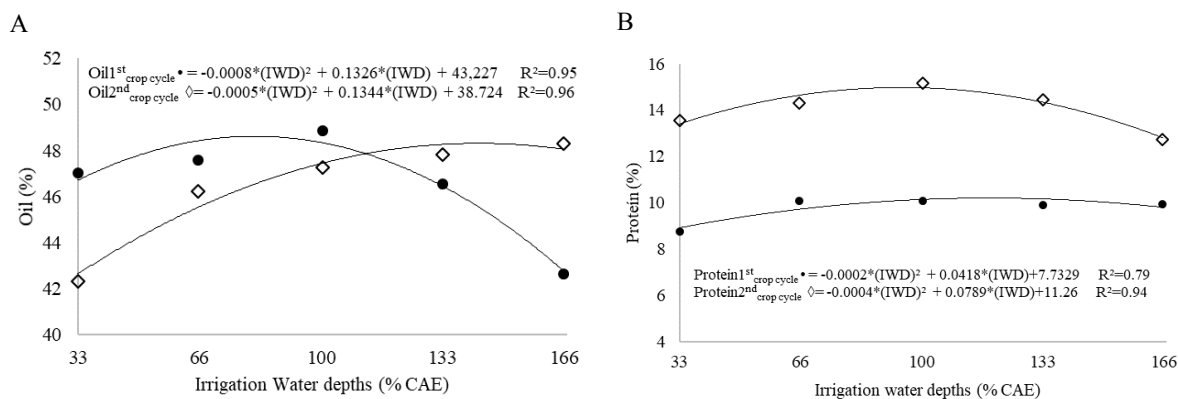 A
52
50
48
46
44
42
40
Oil (%)
Oil1st crop cycle • = -0.0008*(IWD)² + 0.1326*(IWD) + 43,227 R²=0.95
Oil2nd crop cycle ◊= -0.0005*(IWD)² + 0.1344*(IWD) + 38.724 R²=0.96
33 66 100 133 166
Irrigation Water depths (% CAE)
B
16
14
12
10
8
6
4
Protein (%)
Protein1st crop cycle • = -0.0002*(IWD)² + 0.0418*(IWD)+7.7329 R²=0.79
Protein2nd crop cycle ◊= -0.0004*(IWD)² + 0.0789*(IWD)+11.26 R²=0.94
33 66 100 133 166
Irrigation water depths (% CAE)